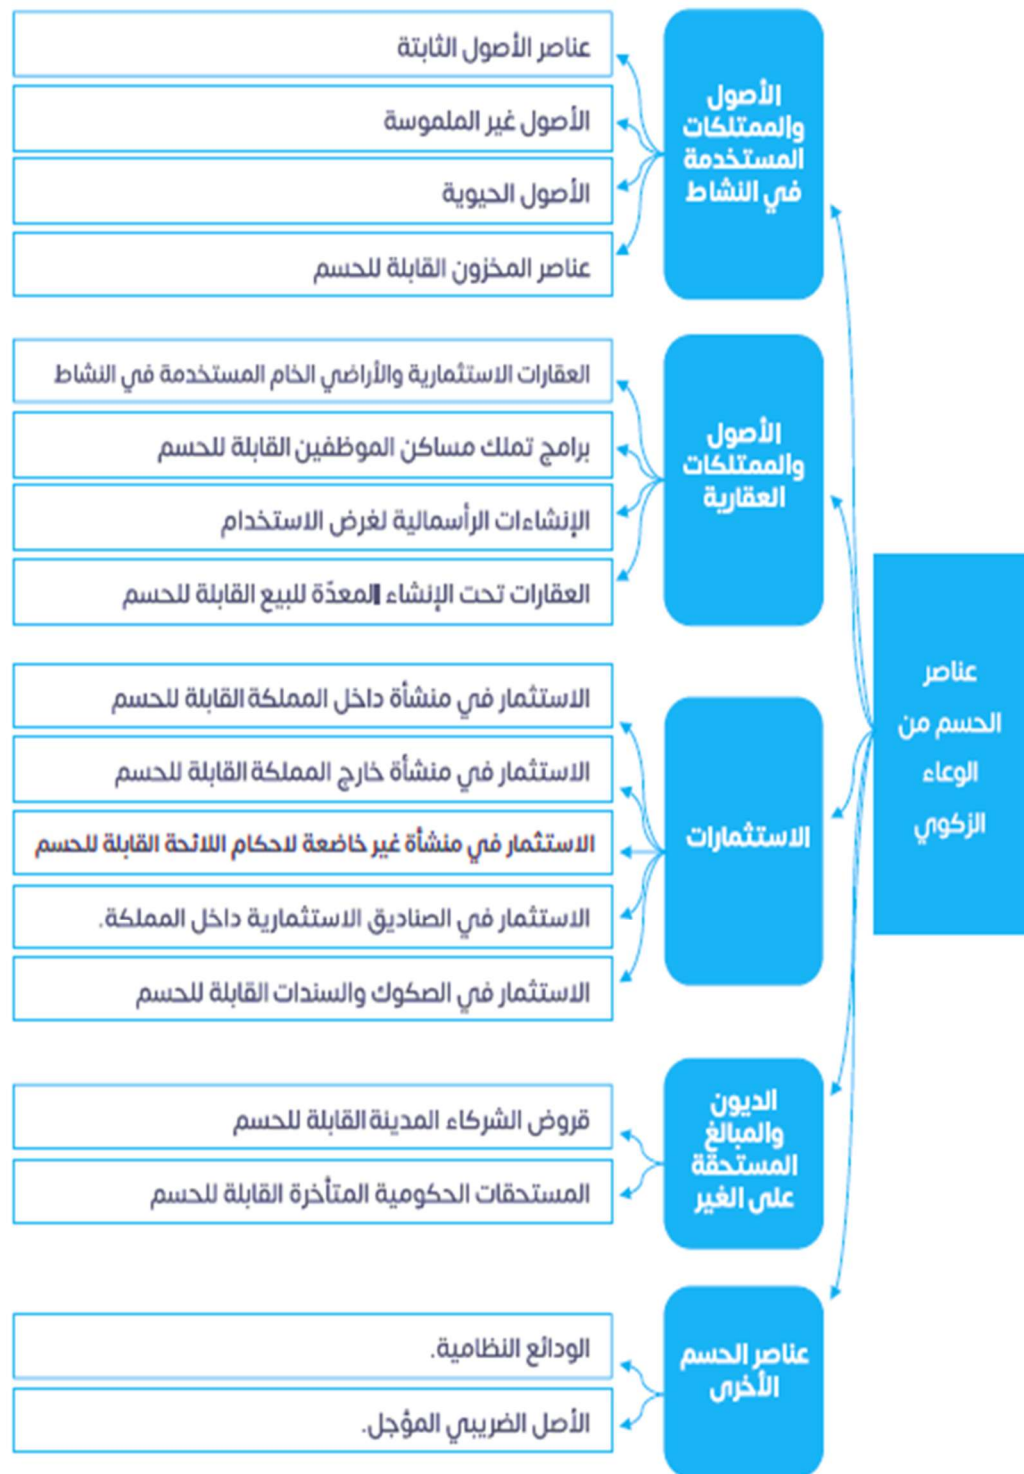 عناصر
الحسم من
الوعاء
الزكوي
الأصول
والممتلكات
المستخدمة
في النشاط
عناصر الأصول الثابتة
الأصول غير الملموسة
الأصول الحيوية
عناصر المخزون القابلة للحسم
الأصول
والممتلكات
العقارية
العقارات الاستثمارية والأراضي الخام المستخدمة في النشاط
برامج تملك مساكن الموظفين القابلة للحسم
الإنشاءات الرأسمالية لغرض الاستخدام
العقارات تحت الإنشاء المعدّة للبيع القابلة للحسم
الاستثمارات
الاستثمار في منشأة داخل المملكة القابلة للحسم
الاستثمار في منشأة خارج المملكة القابلة للحسم
الاستثمار في منشأة غير خاضعة لاحكام اللائحة القابلة للحسم
الاستثمار في الصناديق الاستثمارية داخل المملكة.
الاستثمار في الصكوك والسندات القابلة للحسم
الديون
والمبالغ
المستحقة
على الغير
قروض الشركاء المدينة القابلة للحسم
المستحقات الحكومية المتأخرة القابلة للحسم
عناصر الحسم
الأخرى
الودائع النظامية.
الأصل الضريبي المؤجل.